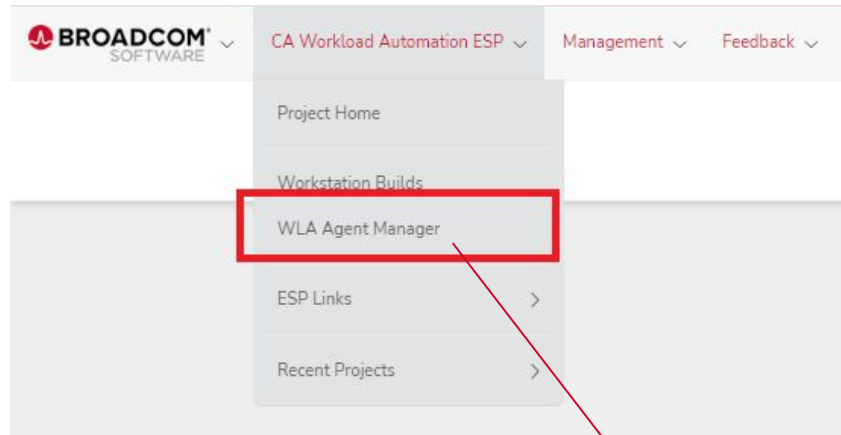 BROADCOM®
SOFTWARE
CA Workload Automation ESP
Management
Feedback
Project Home
Workstation Builds
WLA Agent Manager
ESP Links
Recent Projects